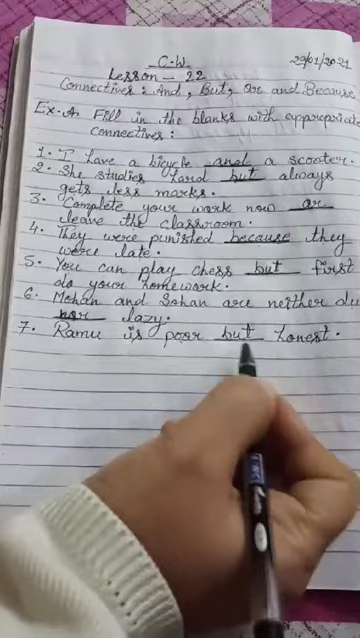 C.W.
29/01/2021
Lesson - 22
Connectives: And, But, Or and Because
Ex-A Fill in the blanks with appropriate
connectives:
1. I have a bicycle and a scooter.
2. She studies hard but always
gets less marks.
3. Complete your work now or
leave the classroom.
4. They were punished because they
were late.
5. You can play chess but first
do your homework.
6. Mohan and Sohan are neither du
nor lazy.
7. Ramu is poor but honest.